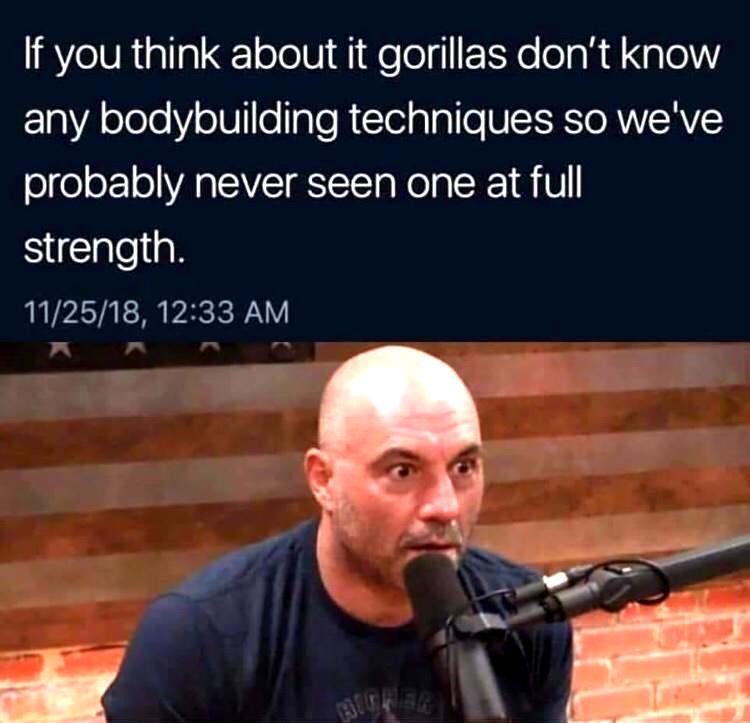 If you think about it gorillas don't know
any bodybuilding techniques so we've
probably never seen one at full
strength.
11/25/18, 12:33 AM
HIGHER